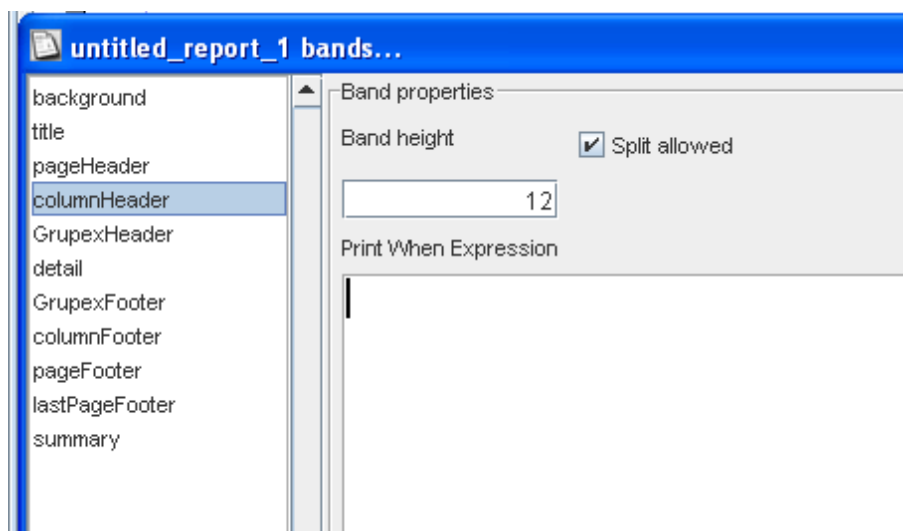 untitled_report_1 bands...
background
title
pageHeader
columnHeader
GrupexHeader
detail
GrupexFooter
columnFooter
pageFooter
lastPageFooter
summary
Band properties
Band height
Split allowed
12
Print When Expression